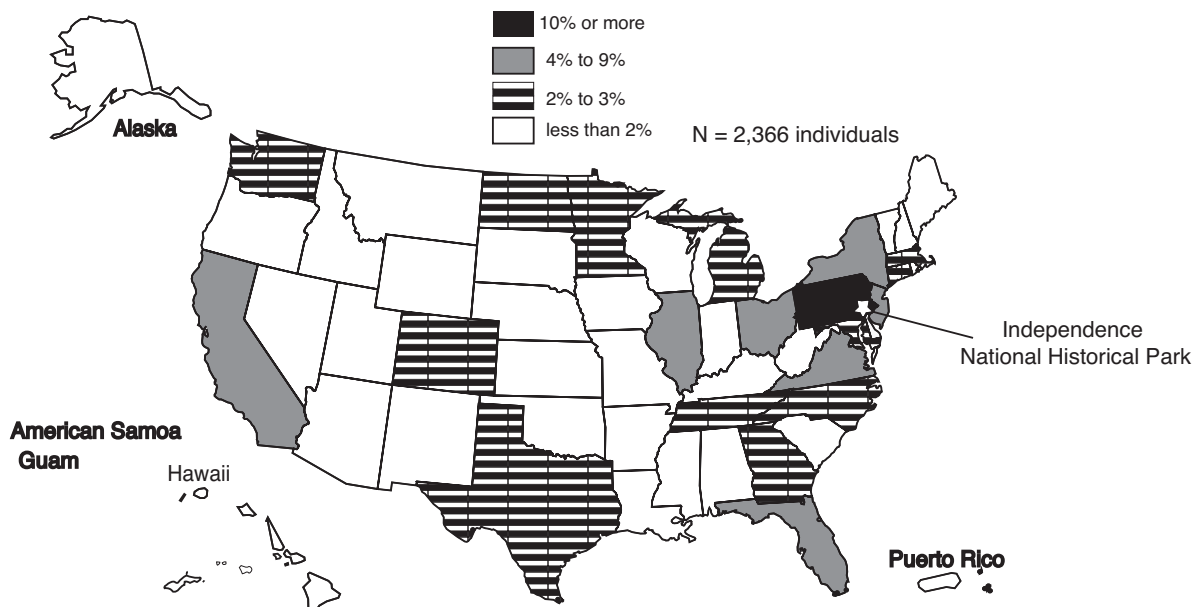 10% or more
4% to 9%
2% to 3%
less than 2%
N = 2,366 individuals
Alaska
Independence
National Historical Park
American Samoa
Guam
Hawaii
Puerto Rico